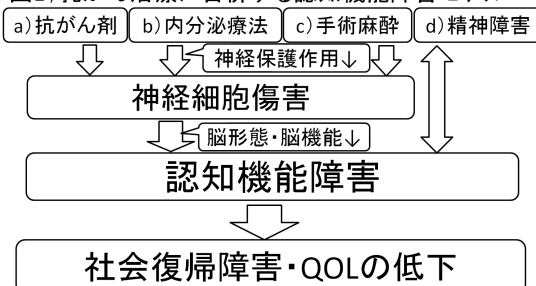 a)抗がん剤 b)内分泌療法 c)手術麻酔 d)精神障害
神経保護作用↓
神経細胞傷害
脳形態・脳機能↓
認知機能障害
社会復帰障害・QOLの低下